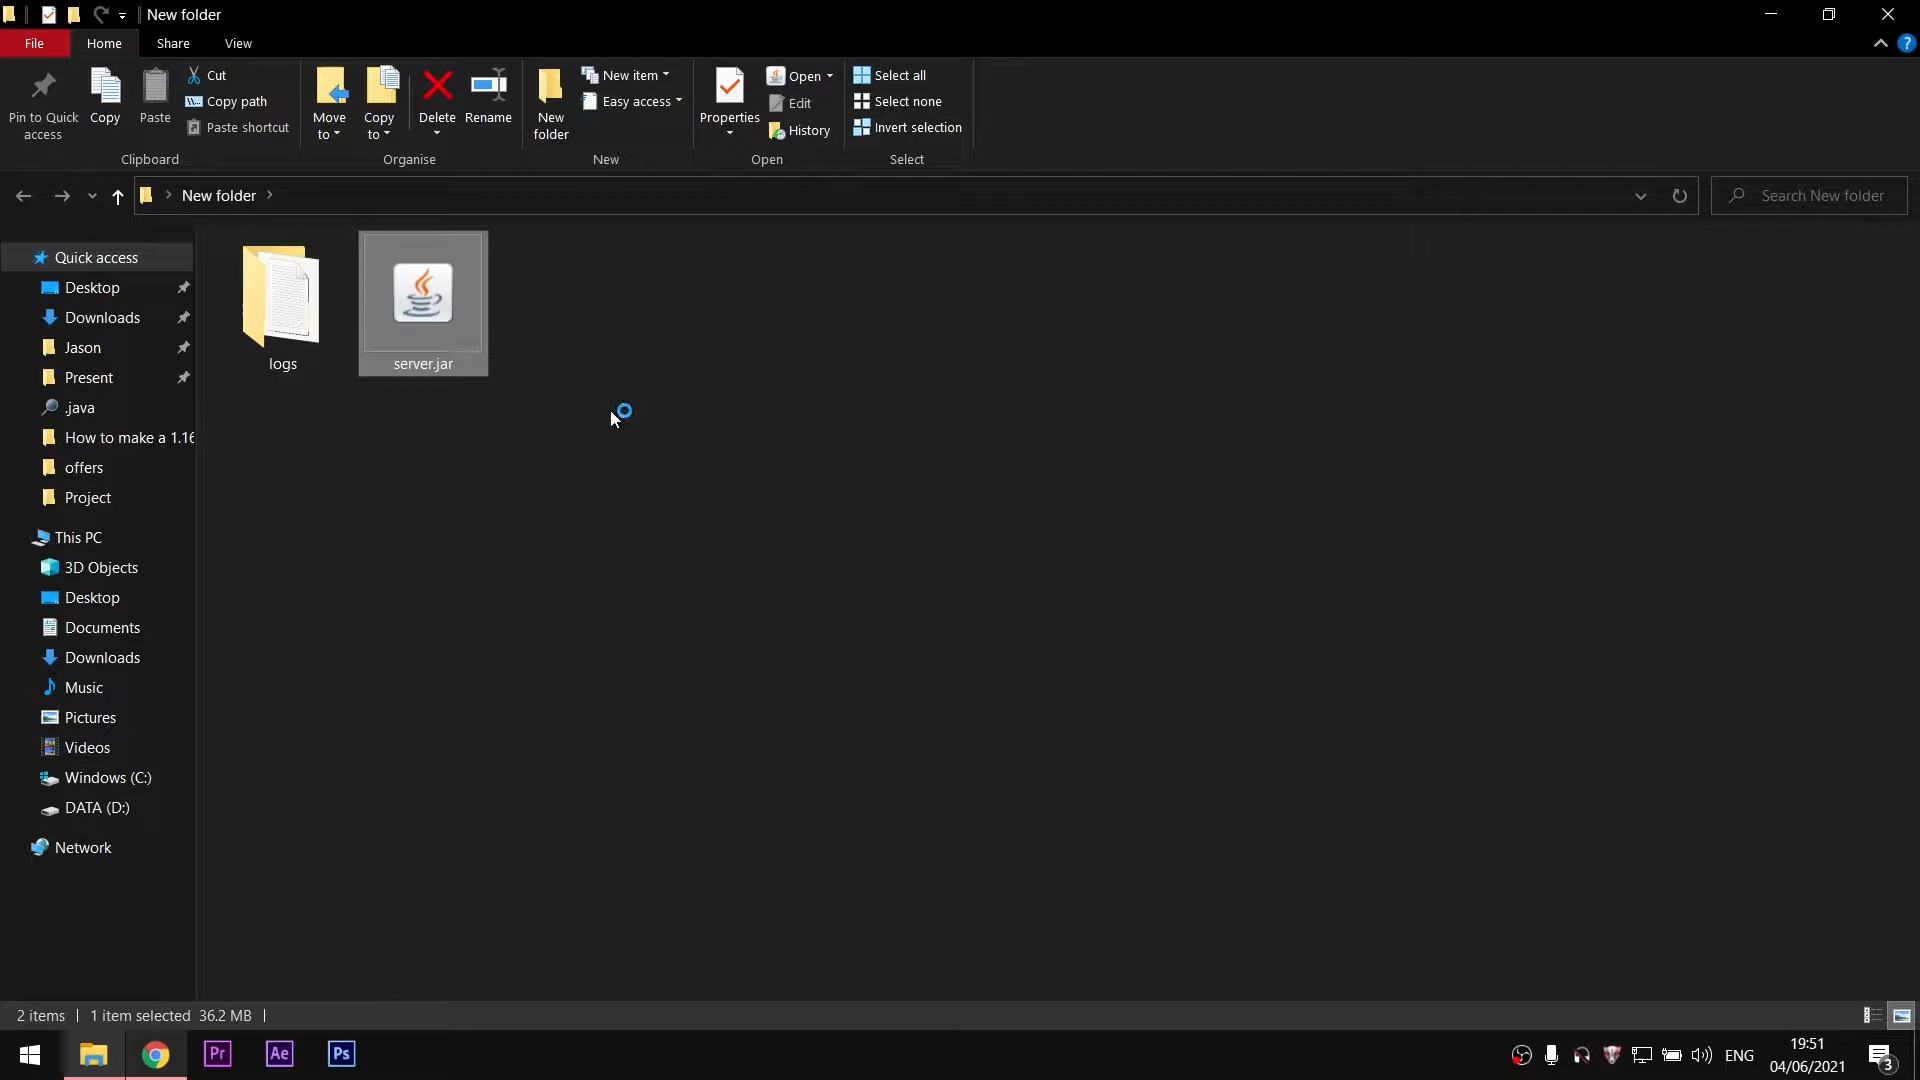 New folder
File
Home
Share
View
Pin to Quick
access
Copy
Paste
Cut
Copy path
Paste shortcut
Clipboard
Move
to
Copy
to
Delete
Rename
Organise
New
folder
New item
Easy access
New
Properties
Open
Edit
History
Open
Select all
Select none
Invert selection
Select
New folder
Search New folder
Quick access
Desktop
Downloads
Jason
Present
.java
How to make a 1.16
offers
Project
This PC
3D Objects
Desktop
Documents
Downloads
Music
Pictures
Videos
Windows (C:)
DATA (D:)
Network
logs
server.jar
2 items
1 item selected 36.2 MB
Pr
Ae
Ps
ENG
19:51
04/06/2021
3